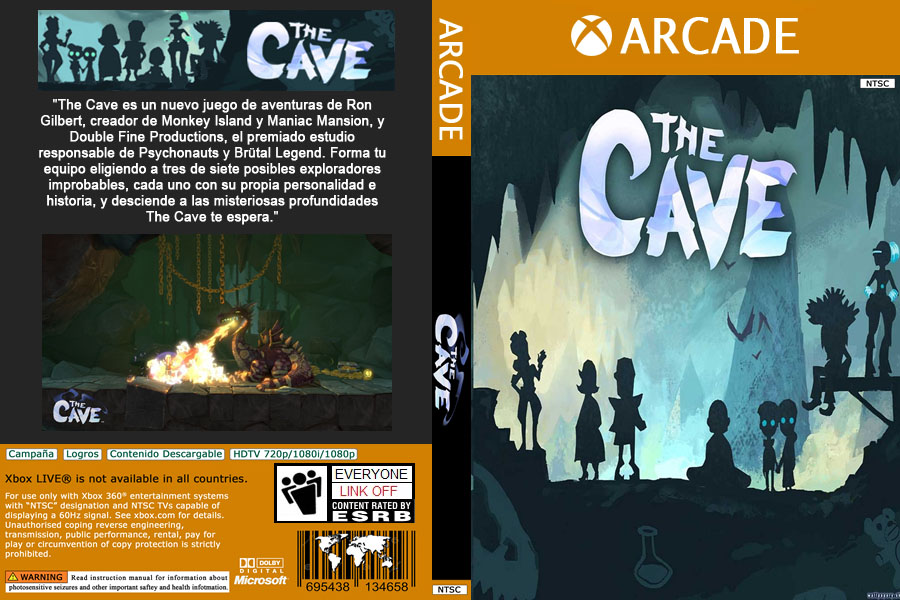 THE
CAVE
"The Cave es un nuevo juego de aventuras de Ron
Gilbert, creador de Monkey Island y Maniac Mansion, y
Double Fine Productions, el premiado estudio
responsable de Psychonauts y Brütal Legend. Forma tu
equipo eligiendo a tres de siete posibles exploradores
improbables, cada uno con su propia personalidad e
historia, y desciende a las misteriosas profundidades
The Cave te espera."
THE
CAVE
Campaña Logros Contenido Descargable HDTV 720p/1080i/1080p
Xbox LIVE® is not available in all countries.
For use only with Xbox 360® entertainment systems
with “NTSC” designation and NTSC TVs capable of
displaying a 60Hz signal. See xbox.com for details.
Unauthorised coping reverse engineering,
transmission, public performance, rental, pay for
play or circumvention of copy protection is strictly
prohibited.
WARNING Read instruction manual for information about
photosensitive seizures and other important saftey and health infotmation.
EVERYONE
LINK OFF
CONTENT RATED BY
ESRB
DOLBY
DIGITAL
Microsoft®
695438 134658
ARCADE
THE
CAVE
NTSC
ARCADE
NTSC
THE
CAVE